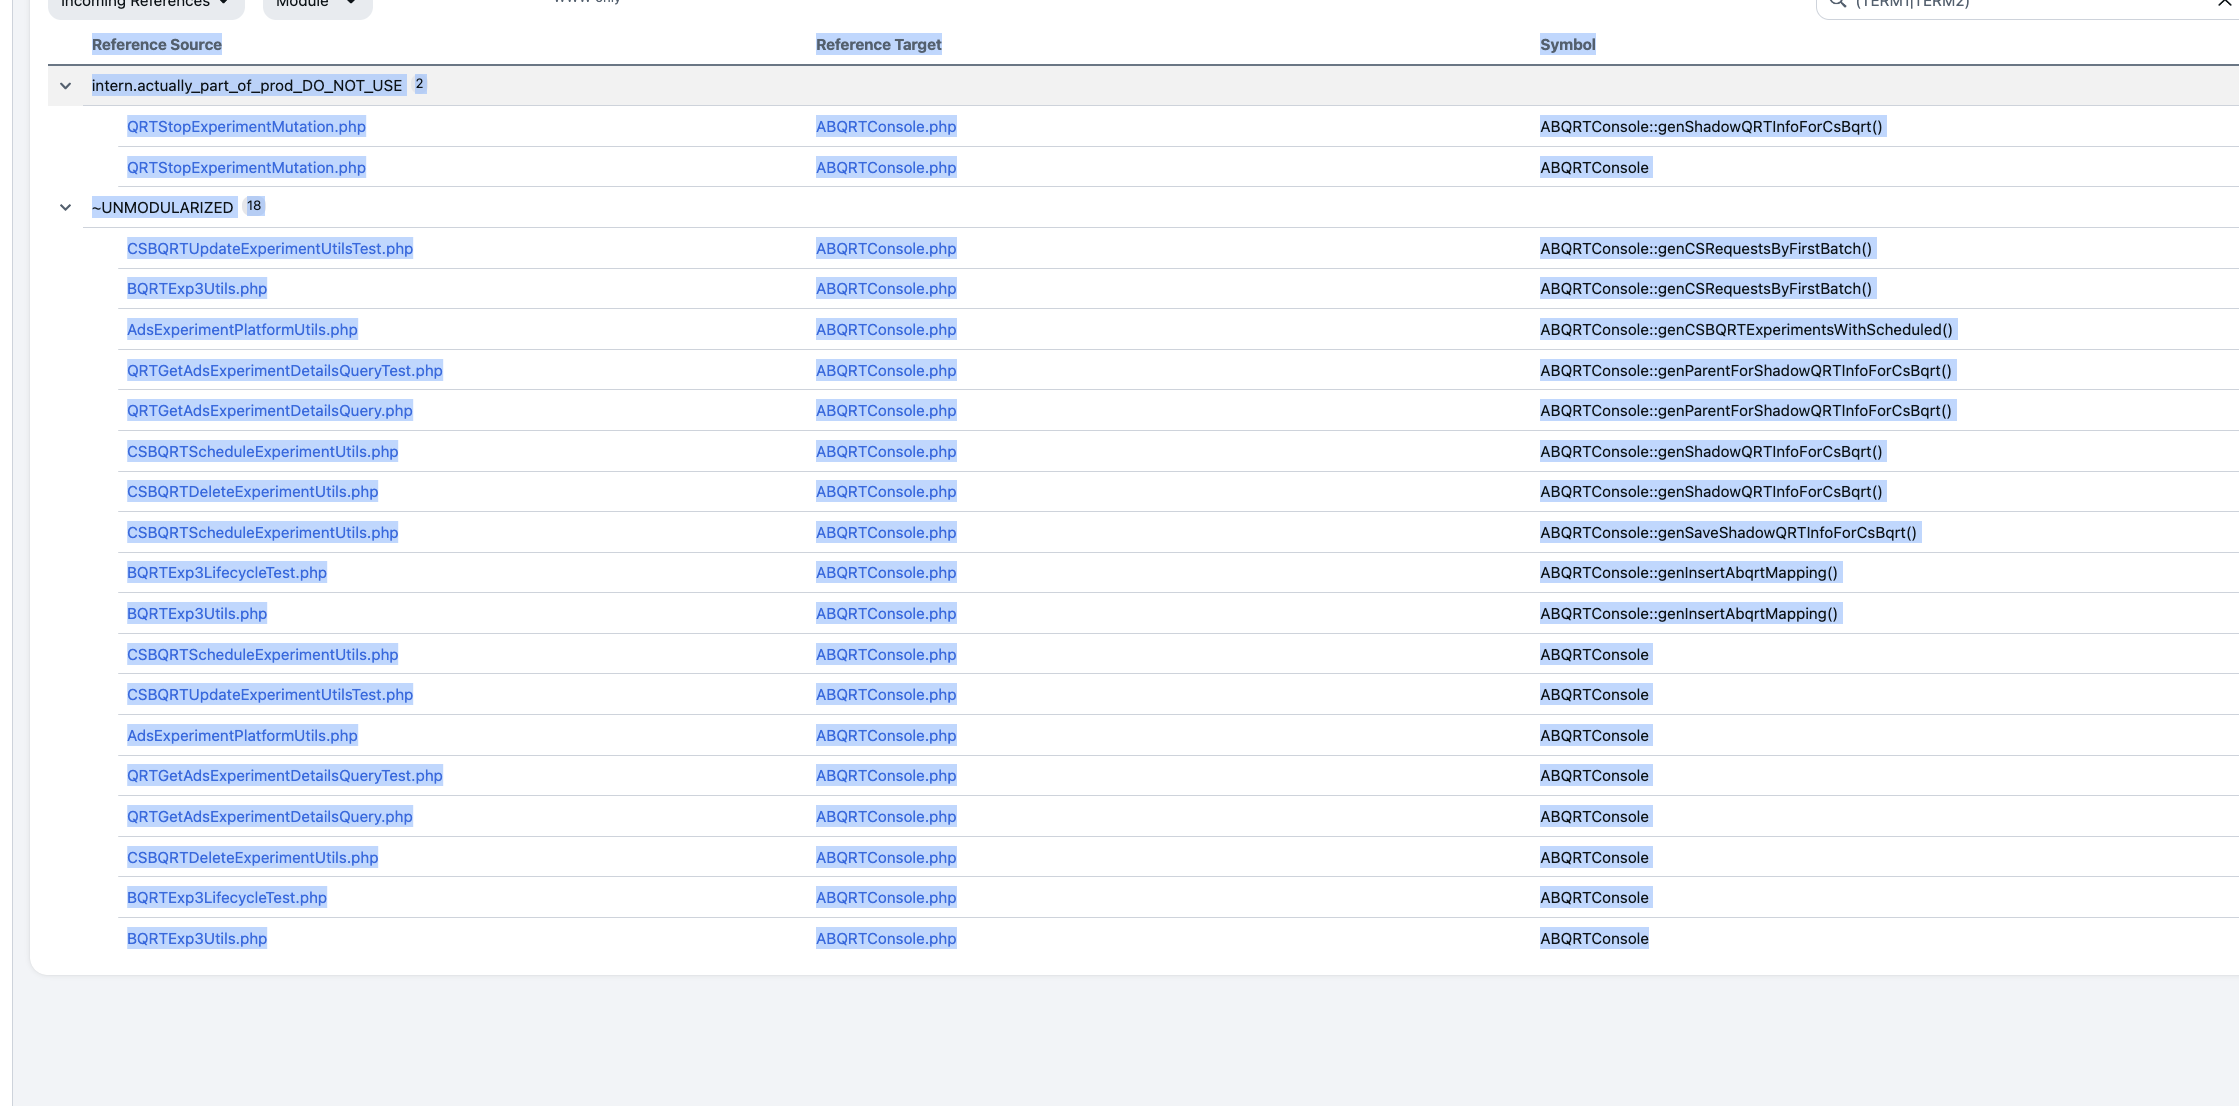 Incoming References Module WWW only (TERM1|TERM2)
Reference Source Reference Target Symbol
intern.actually_part_of_prod_DO_NOT_USE 2
QRTStopExperimentMutation.php ABQRTConsole.php ABQRTConsole::genShadowQRTInfoForCsBqrt()
QRTStopExperimentMutation.php ABQRTConsole.php ABQRTConsole
~UNMODULARIZED 18
CSBQRTUpdateExperimentUtilsTest.php ABQRTConsole.php ABQRTConsole::genCSRequestsByFirstBatch()
BQRTExp3Utils.php ABQRTConsole.php ABQRTConsole::genCSRequestsByFirstBatch()
AdsExperimentPlatformUtils.php ABQRTConsole.php ABQRTConsole::genCSBQRTExperimentsWithScheduled()
QRTGetAdsExperimentDetailsQueryTest.php ABQRTConsole.php ABQRTConsole::genParentForShadowQRTInfoForCsBqrt()
QRTGetAdsExperimentDetailsQuery.php ABQRTConsole.php ABQRTConsole::genParentForShadowQRTInfoForCsBqrt()
CSBQRTScheduleExperimentUtils.php ABQRTConsole.php ABQRTConsole::genShadowQRTInfoForCsBqrt()
CSBQRTDeleteExperimentUtils.php ABQRTConsole.php ABQRTConsole::genShadowQRTInfoForCsBqrt()
CSBQRTScheduleExperimentUtils.php ABQRTConsole.php ABQRTConsole::genSaveShadowQRTInfoForCsBqrt()
BQRTExp3LifecycleTest.php ABQRTConsole.php ABQRTConsole::genInsertAbqrtMapping()
BQRTExp3Utils.php ABQRTConsole.php ABQRTConsole::genInsertAbqrtMapping()
CSBQRTScheduleExperimentUtils.php ABQRTConsole.php ABQRTConsole
CSBQRTUpdateExperimentUtilsTest.php ABQRTConsole.php ABQRTConsole
AdsExperimentPlatformUtils.php ABQRTConsole.php ABQRTConsole
QRTGetAdsExperimentDetailsQueryTest.php ABQRTConsole.php ABQRTConsole
QRTGetAdsExperimentDetailsQuery.php ABQRTConsole.php ABQRTConsole
CSBQRTDeleteExperimentUtils.php ABQRTConsole.php ABQRTConsole
BQRTExp3LifecycleTest.php ABQRTConsole.php ABQRTConsole
BQRTExp3Utils.php ABQRTConsole.php ABQRTConsole